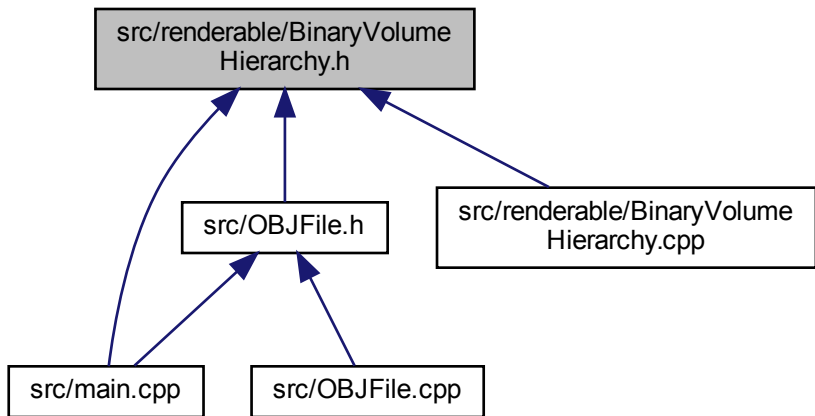 src/renderable/BinaryVolume
Hierarchy.h
src/OBJFile.h
src/renderable/BinaryVolume
Hierarchy.cpp
src/main.cpp
src/OBJFile.cpp